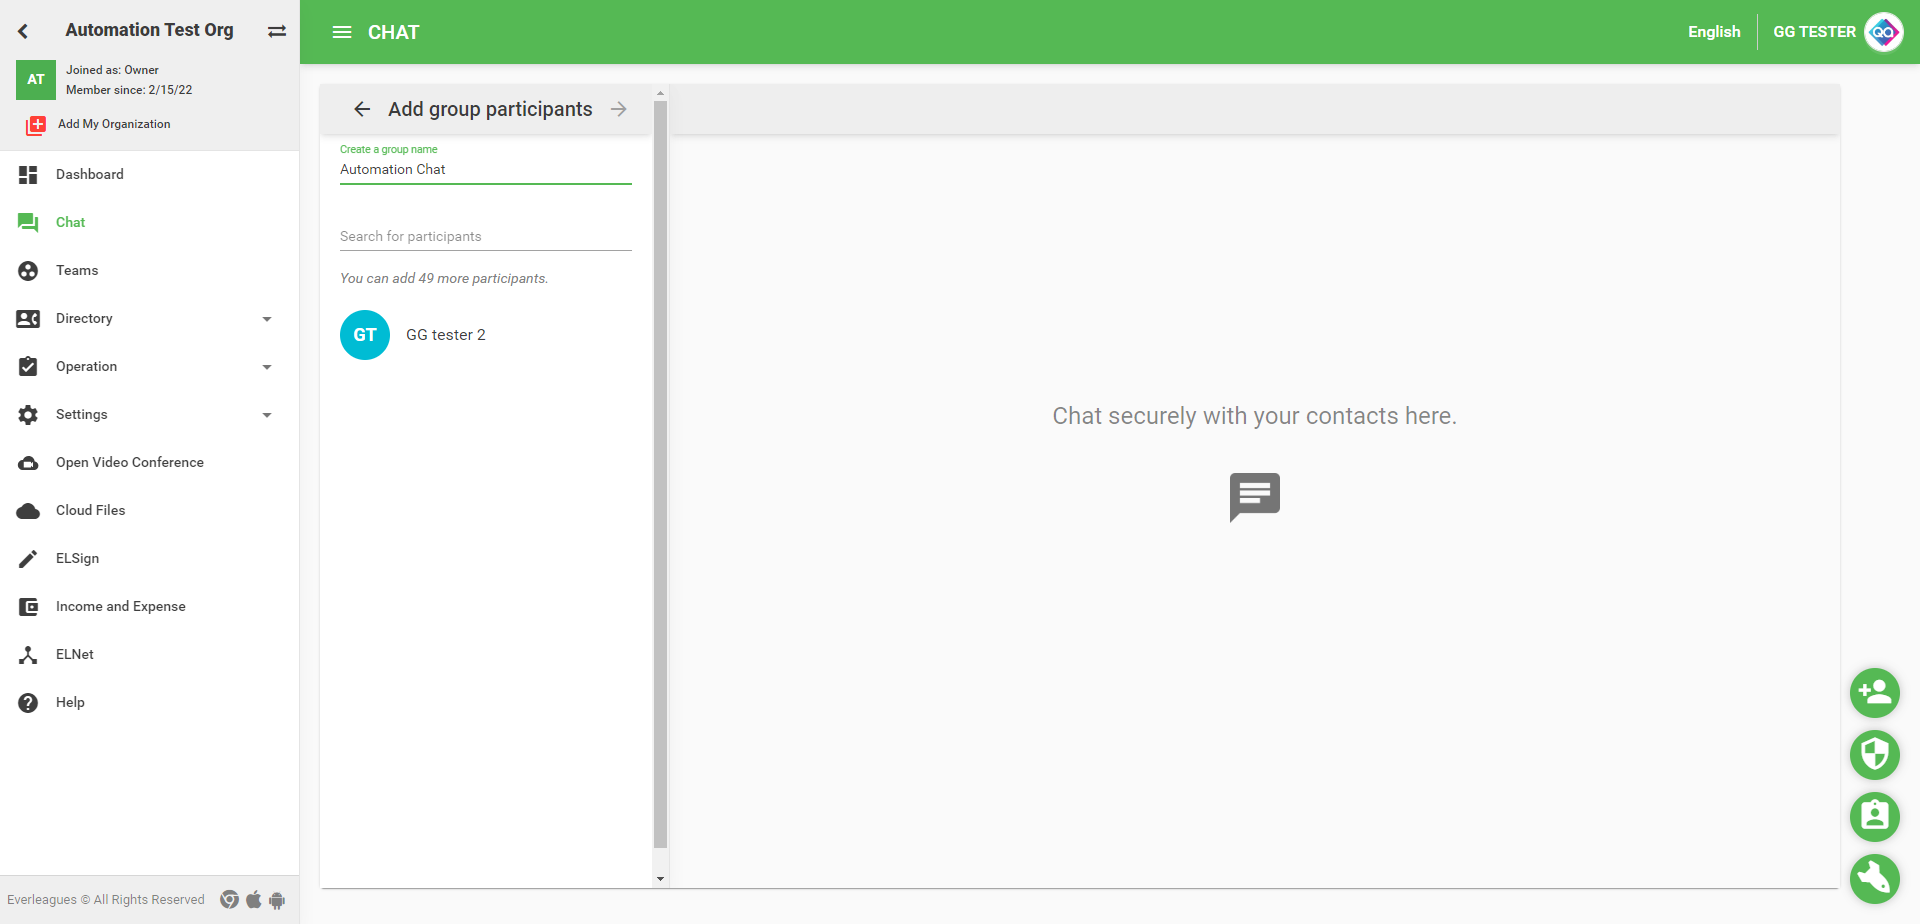 Automation Test Org
AT
Joined as: Owner
Member since: 2/15/22
Add My Organization
Dashboard
Chat
Teams
Directory
Operation
Settings
Open Video Conference
Cloud Files
ELSign
Income and Expense
ELNet
Help
Everleagues © All Rights Reserved
CHAT
English
GG TESTER
QA
Add group participants
Create a group name
Automation Chat
Search for participants
You can add 49 more participants.
GT
GG tester 2
Chat securely with your contacts here.